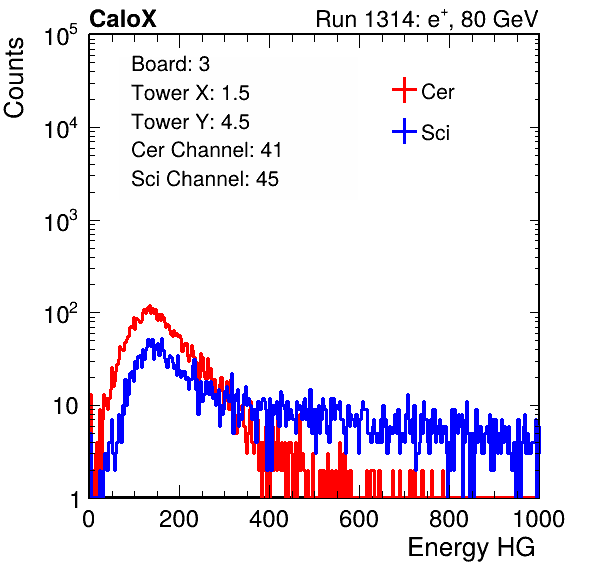 CaloX Run 1314: e⁺, 80 GeV
Counts
10⁵
10⁴
10³
10²
10
1
Board: 3
Tower X: 1.5
Tower Y: 4.5
Cer Channel: 41
Sci Channel: 45
Cer
Sci
0 200 400 600 800 1000
Energy HG